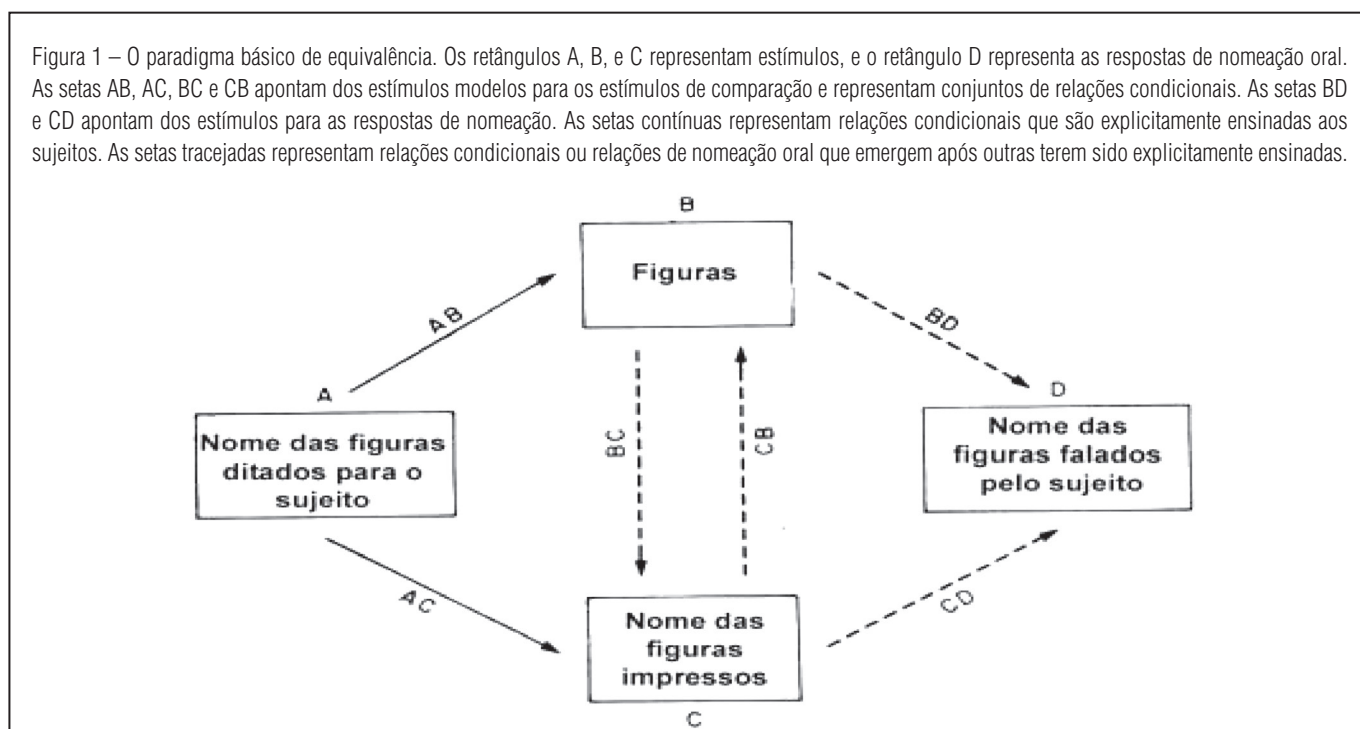 Figura 1 – O paradigma básico de equivalência. Os retângulos A, B, e C representam estímulos, e o retângulo D representa as respostas de nomeação oral.
As setas AB, AC, BC e CB apontam dos estímulos modelos para os estímulos de comparação e representam conjuntos de relações condicionais. As setas BD
e CD apontam dos estímulos para as respostas de nomeação. As setas contínuas representam relações condicionais que são explicitamente ensinadas aos
sujeitos. As setas tracejadas representam relações condicionais ou relações de nomeação oral que emergem após outras terem sido explicitamente ensinadas.
B
Figuras
AB
BD
A
Nome das figuras
ditados para o
sujeito
BC
CB
D
Nome das
figuras falados
pelo sujeito
AC
CD
Nome das
figuras
impressos
C